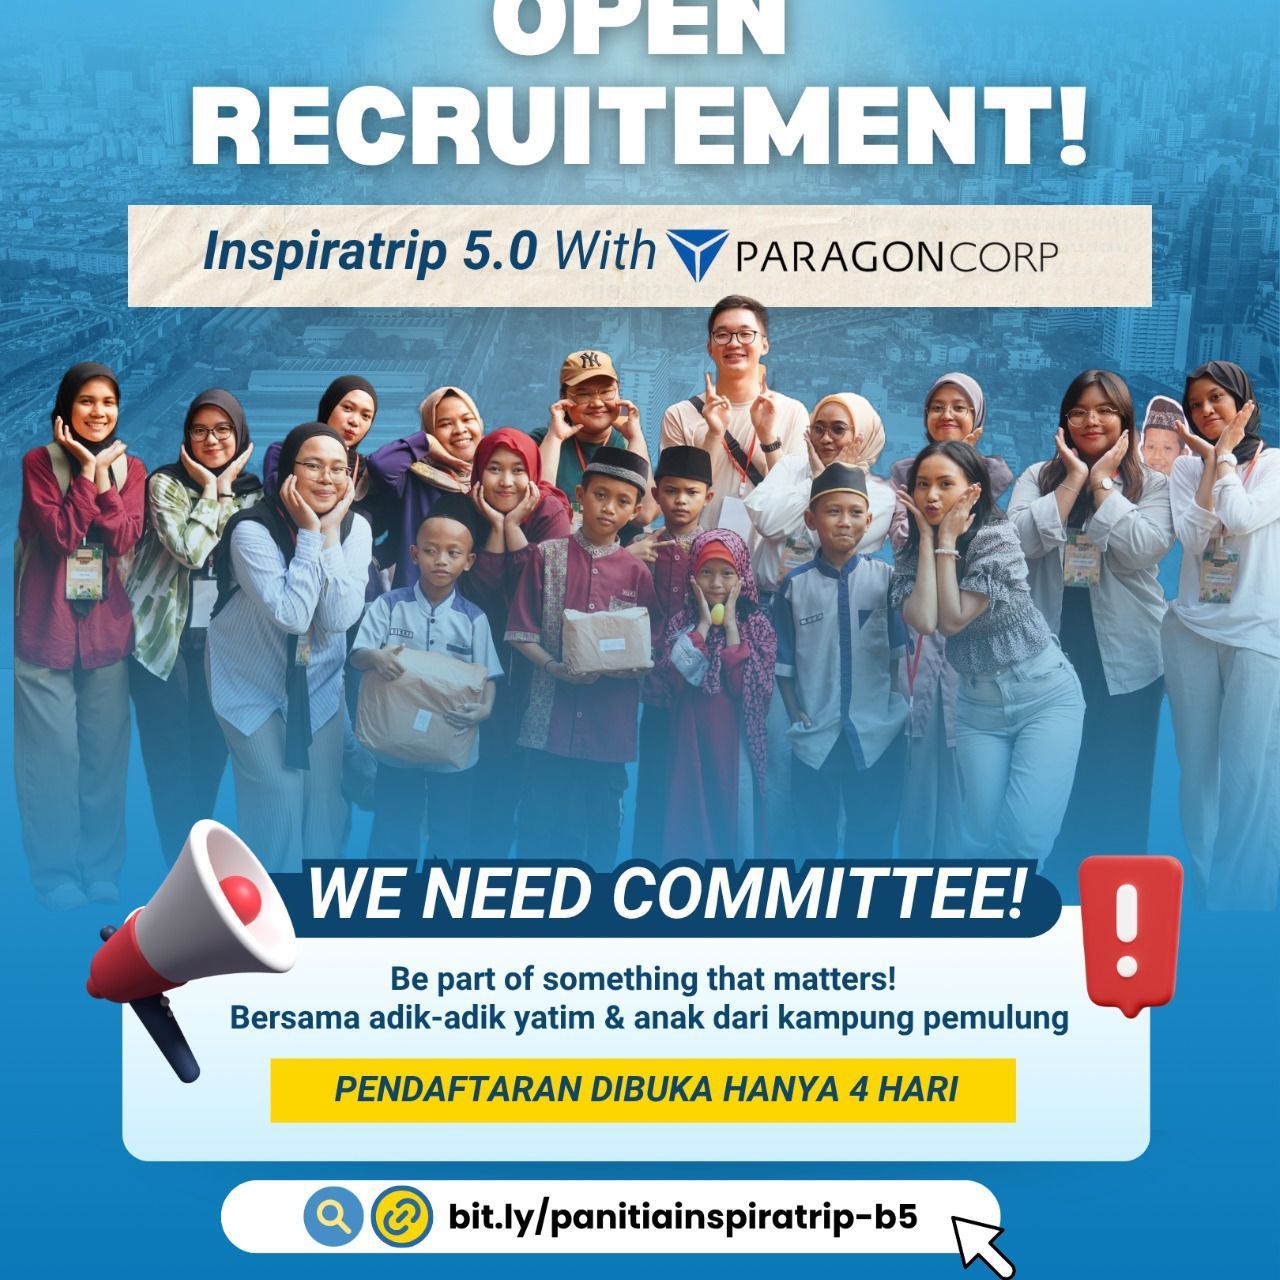 OPEN
RECRUITEMENT!
Inspiratrip 5.0 With PARAGONCORP
WE NEED COMMITTEE!
Be part of something that matters!
Bersama adik-adik yatim & anak dari kampung pemulung
PENDAFTARAN DIBUKA HANYA 4 HARI
bit.ly/panitiainspiratrip-b5